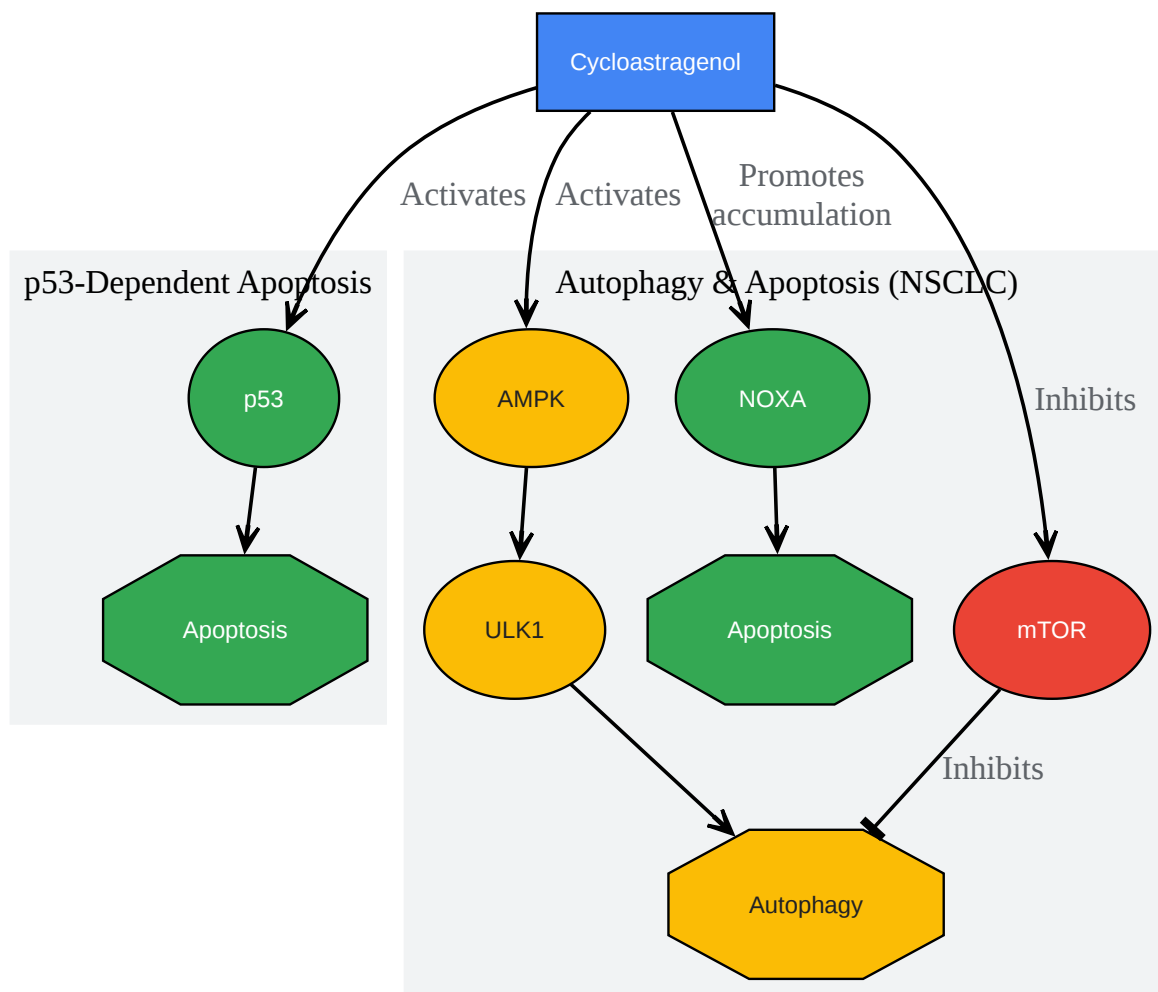 Cycloastragenol
Activates
Activates
Promotes
accumulation
p53-Dependent Apoptosis
Autophagy & Apoptosis (NSCLC)
p53
AMPK
NOXA
Inhibits
Apoptosis
ULK1
Apoptosis
mTOR
Inhibits
Autophagy